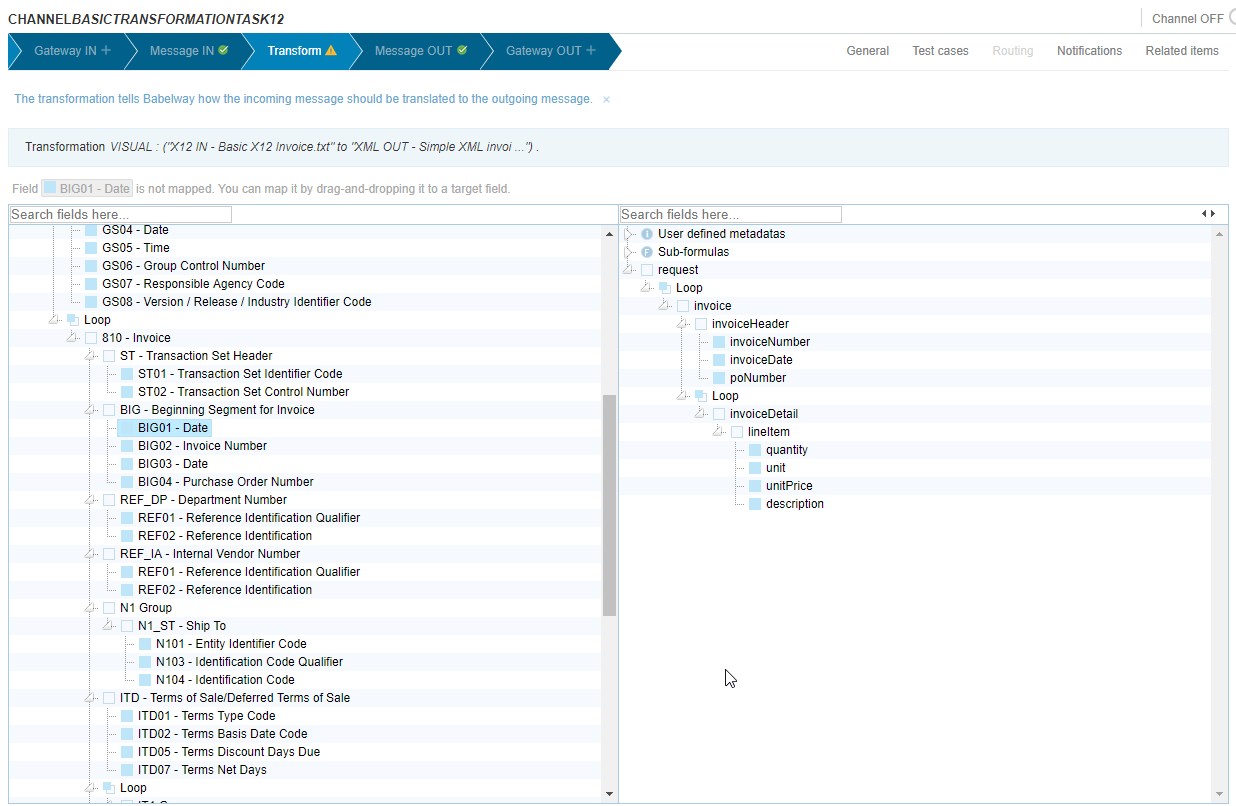 CHANNELBASICTRANSFORMATIONTASK12
Channel OFF
Gateway IN
Message IN
Transform
Message OUT
Gateway OUT
General
Test cases
Routing
Notifications
Related items
The transformation tells Babelway how the incoming message should be translated to the outgoing message. ×
Transformation VISUAL : ("X12 IN - Basic X12 Invoice.txt" to "XML OUT - Simple XML invoi ...") .
Field BIG01 - Date is not mapped. You can map it by drag-and-dropping it to a target field.
Search fields here...
GS04 - Date
GS05 - Time
GS06 - Group Control Number
GS07 - Responsible Agency Code
GS08 - Version / Release / Industry Identifier Code
Loop
810 - Invoice
ST - Transaction Set Header
ST01 - Transaction Set Identifier Code
ST02 - Transaction Set Control Number
BIG - Beginning Segment for Invoice
BIG01 - Date
BIG02 - Invoice Number
BIG03 - Date
BIG04 - Purchase Order Number
REF_DP - Department Number
REF01 - Reference Identification Qualifier
REF02 - Reference Identification
REF_IA - Internal Vendor Number
REF01 - Reference Identification Qualifier
REF02 - Reference Identification
N1 Group
N1_ST - Ship To
N101 - Entity Identifier Code
N103 - Identification Code Qualifier
N104 - Identification Code
ITD - Terms of Sale/Deferred Terms of Sale
ITD01 - Terms Type Code
ITD02 - Terms Basis Date Code
ITD05 - Terms Discount Days Due
ITD07 - Terms Net Days
Loop
Search fields here...
User defined metadatas
Sub-formulas
request
Loop
invoice
invoiceHeader
invoiceNumber
invoiceDate
poNumber
Loop
invoiceDetail
lineItem
quantity
unit
unitPrice
description